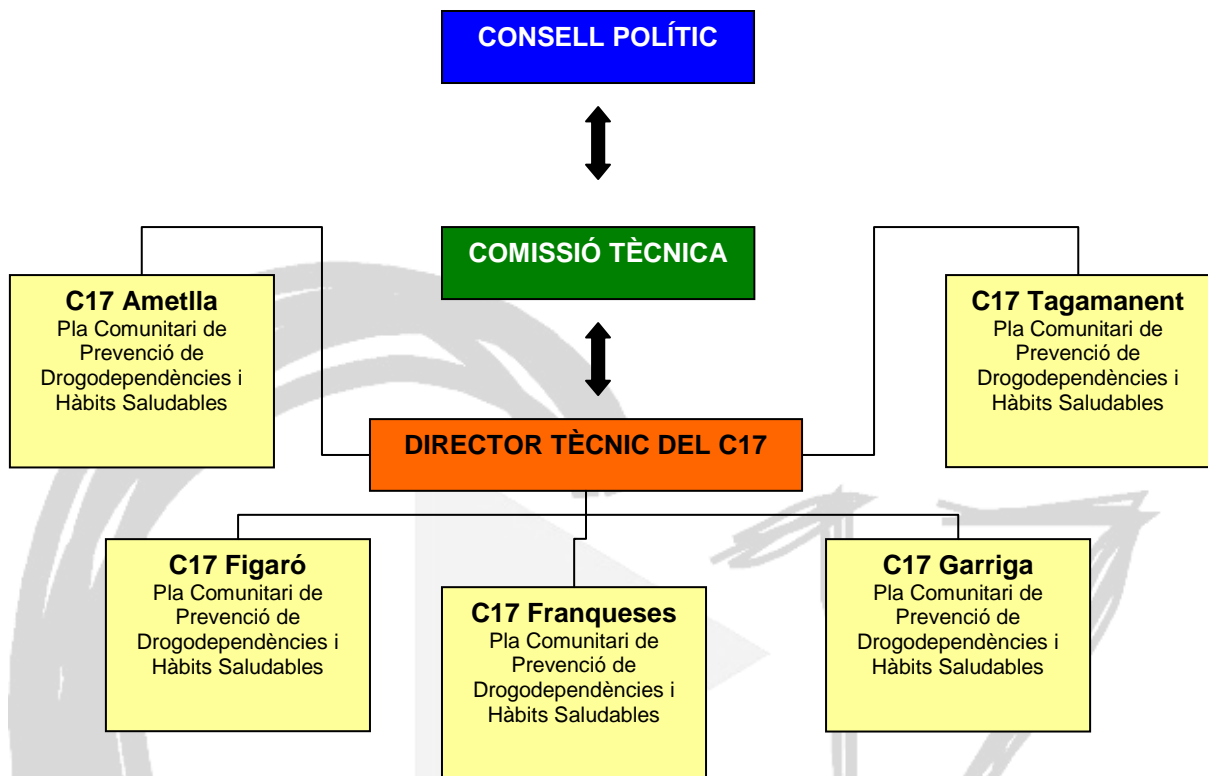 CONSELL POLÍTIC
COMISSIÓ TÈCNICA
C17 Ametlla
Pla Comunitari de
Prevenció de
Drogodependències i
Hàbits Saludables
C17 Tagamanent
Pla Comunitari de
Prevenció de
Drogodependències i
Hàbits Saludables
DIRECTOR TÈCNIC DEL C17
C17 Figaró
Pla Comunitari de
Prevenció de
Drogodependències i
Hàbits Saludables
C17 Franqueses
Pla Comunitari de
Prevenció de
Drogodependències i
Hàbits Saludables
C17 Garriga
Pla Comunitari de
Prevenció de
Drogodependències i
Hàbits Saludables